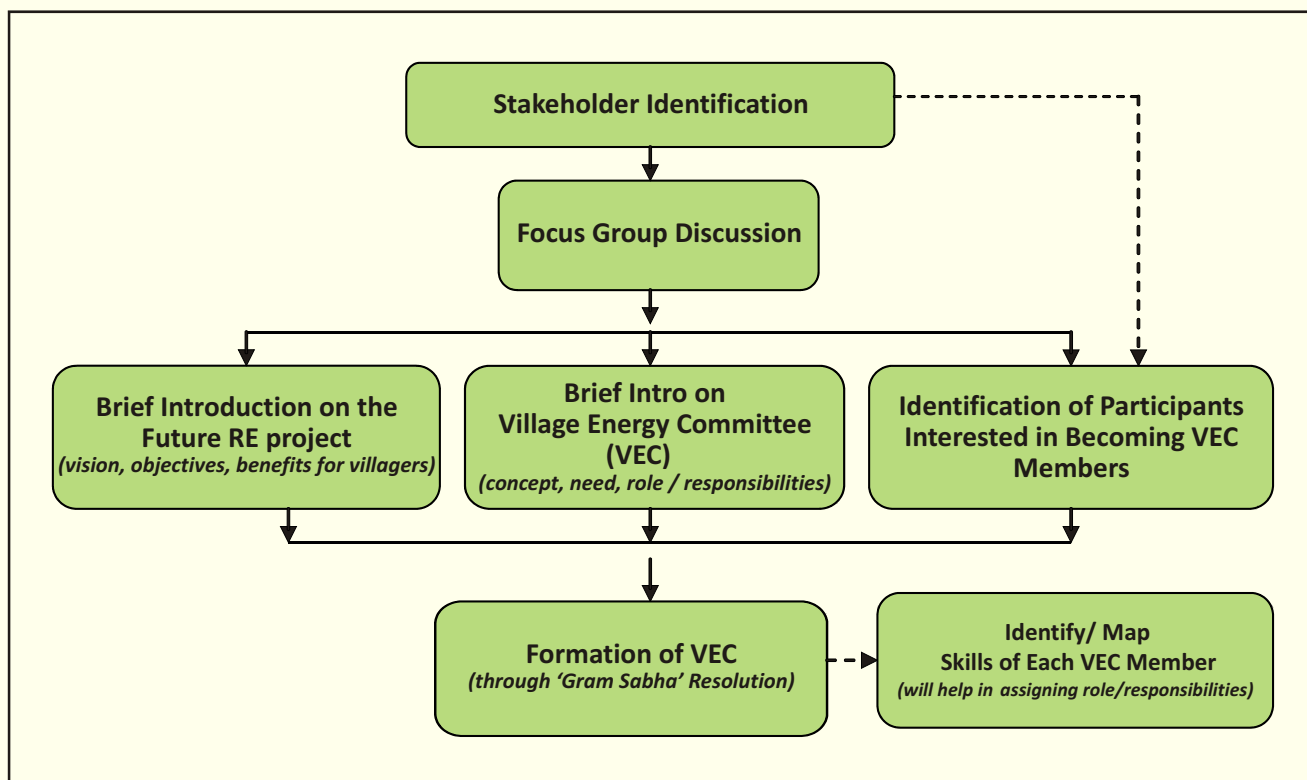 Stakeholder Identification
Focus Group Discussion
Brief Introduction on the
Future RE project
(vision, objectives, benefits for villagers)
Brief Intro on
Village Energy Committee
(VEC)
(concept, need, role / responsibilities)
Identification of Participants
Interested in Becoming VEC
Members
Formation of VEC
(through ‘Gram Sabha’ Resolution)
Identify/ Map
Skills of Each VEC Member
(will help in assigning role/responsibilities)